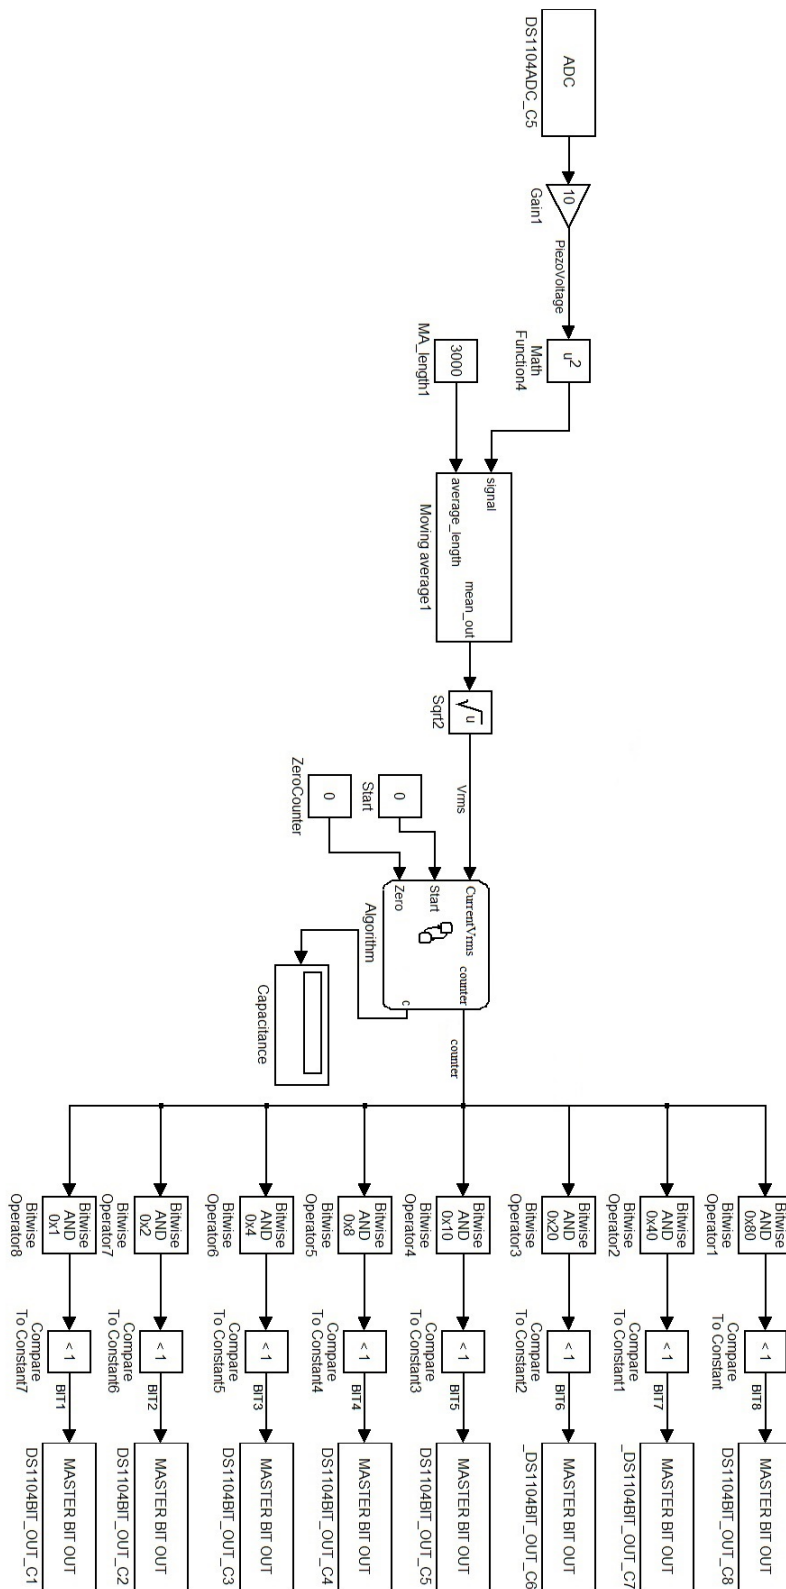 ADC
DS1104ADC_C5
10
Gain1
PiezoVoltage
u2
Math
Function4
3000
MA_length1
signal
average_length
mean_out
Moving average1
√u
Sqrt2
Vrms
0
Start
0
ZeroCounter
CurrentVrms
Start
Zero
counter
c
Algorithm
Capacitance
counter
Bitwise
AND
0x80
Bitwise
Operator1
< 1
Compare
To Constant
BIT8
MASTER BIT OUT
DS1104BIT_OUT_C8
Bitwise
AND
0x40
Bitwise
Operator2
< 1
Compare
To Constant1
BIT7
MASTER BIT OUT
_DS1104BIT_OUT_C7
Bitwise
AND
0x20
Bitwise
Operator3
< 1
Compare
To Constant2
BIT6
MASTER BIT OUT
_DS1104BIT_OUT_C6
Bitwise
AND
0x10
Bitwise
Operator4
< 1
Compare
To Constant3
BIT5
MASTER BIT OUT
DS1104BIT_OUT_C5
Bitwise
AND
0x8
Bitwise
Operator5
< 1
Compare
To Constant4
BIT4
MASTER BIT OUT
DS1104BIT_OUT_C4
Bitwise
AND
0x4
Bitwise
Operator6
< 1
Compare
To Constant5
BIT3
MASTER BIT OUT
DS1104BIT_OUT_C3
Bitwise
AND
0x2
Bitwise
Operator7
< 1
Compare
To Constant6
BIT2
MASTER BIT OUT
DS1104BIT_OUT_C2
Bitwise
AND
0x1
Bitwise
Operator8
< 1
Compare
To Constant7
BIT1
MASTER BIT OUT
DS1104BIT_OUT_C1